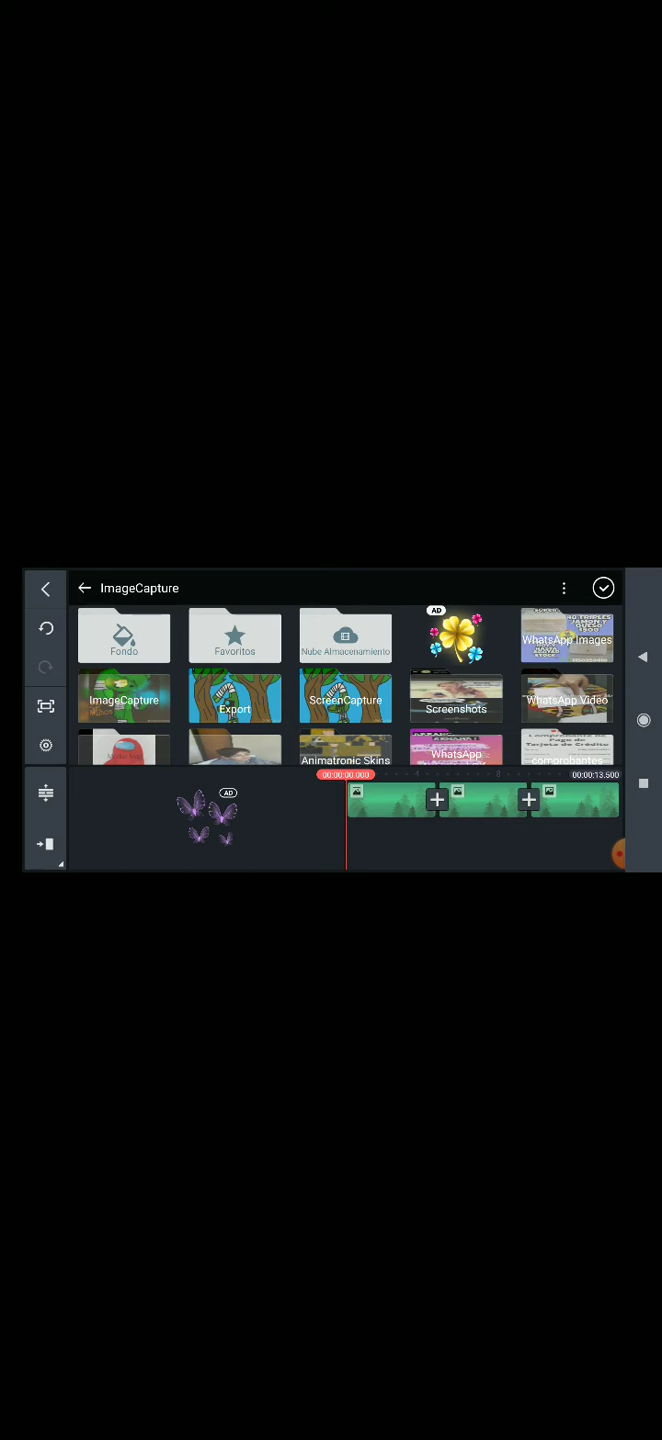 ImageCapture
Fondo
Favoritos
Nube Almacenamiento
AD
WhatsApp Images
ImageCapture
Export
ScreenCapture
Screenshots
WhatsApp Video
Animatronic Skins
WhatsApp
comprobantes
AD
00:00:00.000
00:00:13.500